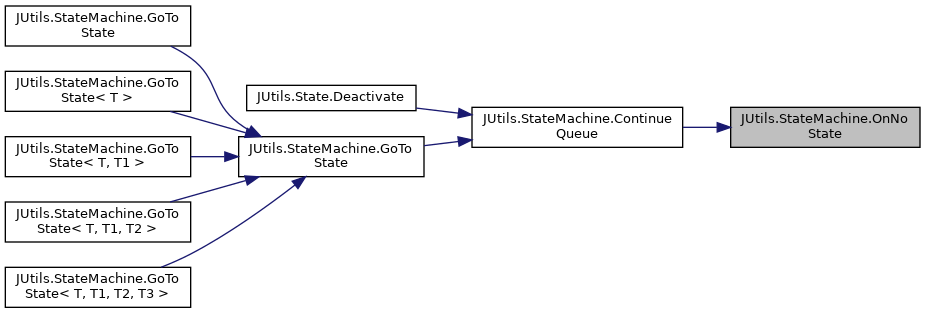 JUtils.StateMachine.GoTo
State
JUtils.StateMachine.GoTo
State< T >
JUtils.StateMachine.GoTo
State< T, T1 >
JUtils.StateMachine.GoTo
State< T, T1, T2 >
JUtils.StateMachine.GoTo
State< T, T1, T2, T3 >
JUtils.State.Deactivate
JUtils.StateMachine.GoTo
State
JUtils.StateMachine.Continue
Queue
JUtils.StateMachine.OnNo
State